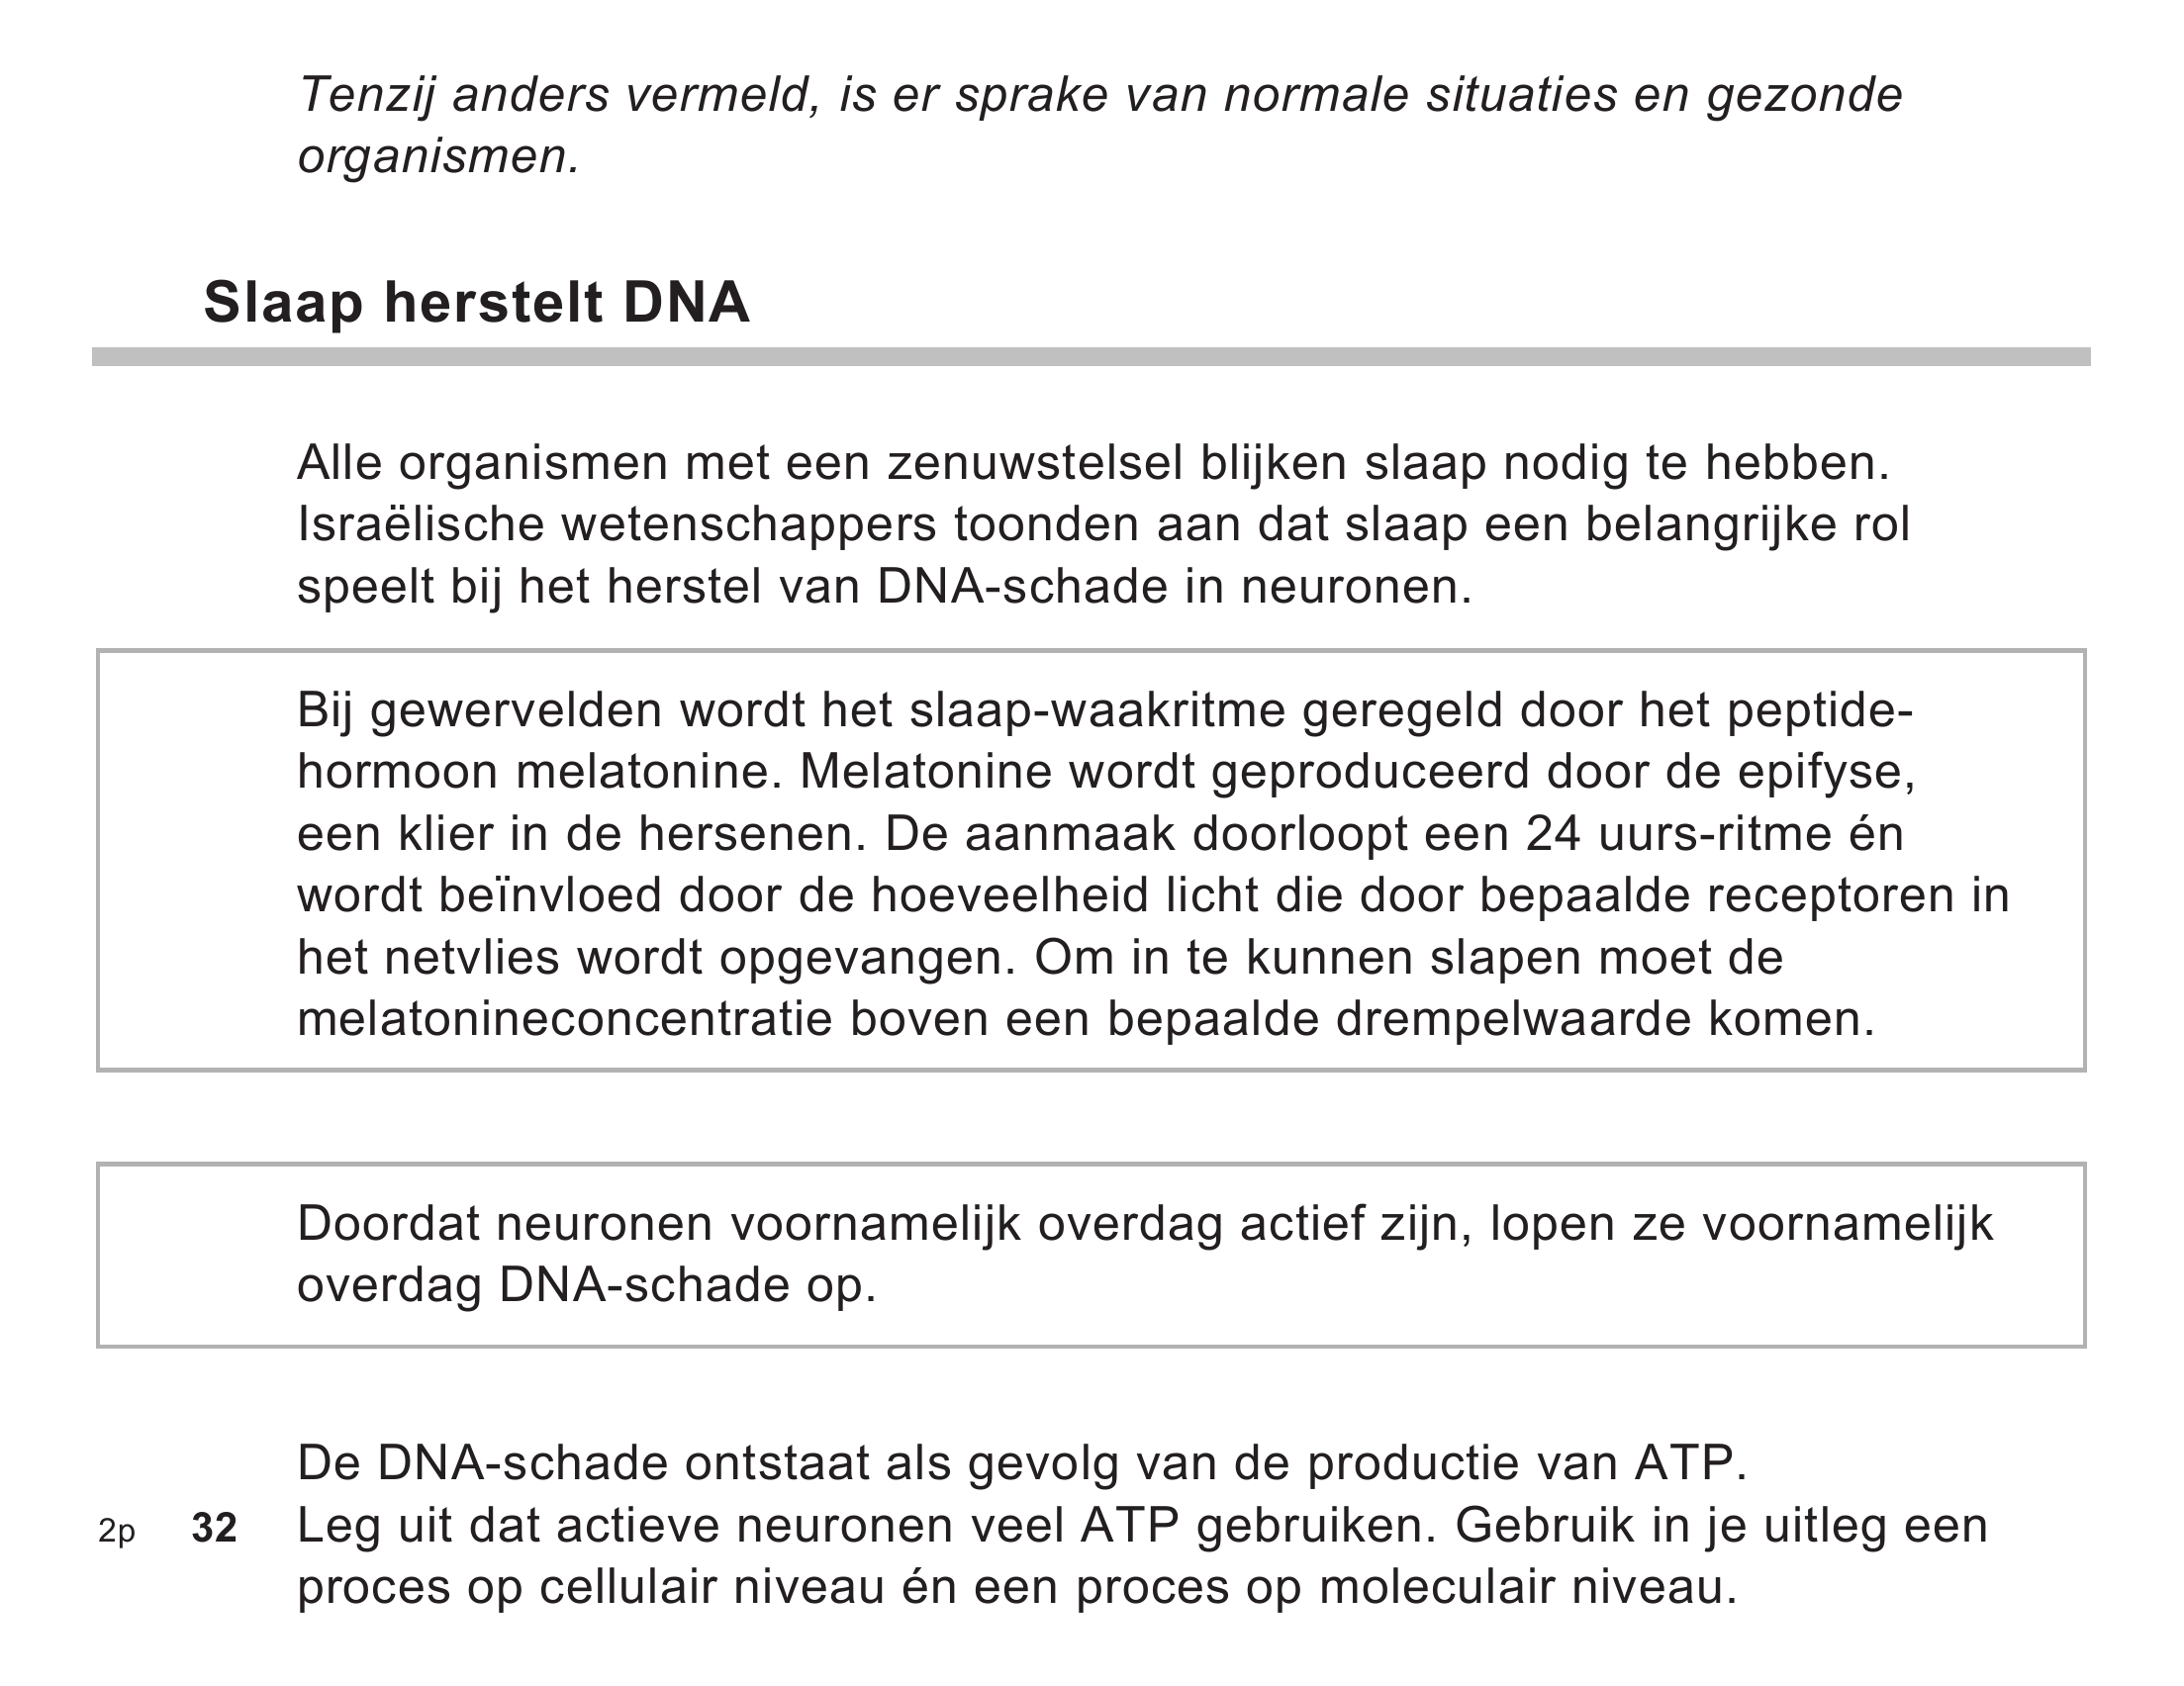 Tenzij anders vermeld, is er sprake van normale situaties en gezonde
organismen.
Slaap herstelt DNA
Alle organismen met een zenuwstelsel blijken slaap nodig te hebben.
Israëlische wetenschappers toonden aan dat slaap een belangrijke rol
speelt bij het herstel van DNA-schade in neuronen.
Bij gewervelden wordt het slaap-waakritme geregeld door het peptide-
hormoon melatonine. Melatonine wordt geproduceerd door de epifyse,
een klier in de hersenen. De aanmaak doorloopt een 24 uurs-ritme én
wordt beïnvloed door de hoeveelheid licht die door bepaalde receptoren in
het netvlies wordt opgevangen. Om in te kunnen slapen moet de
melatonineconcentratie boven een bepaalde drempelwaarde komen.
Doordat neuronen voornamelijk overdag actief zijn, lopen ze voornamelijk
overdag DNA-schade op.
De DNA-schade ontstaat als gevolg van de productie van ATP.
2p 32 Leg uit dat actieve neuronen veel ATP gebruiken. Gebruik in je uitleg een
proces op cellulair niveau én een proces op moleculair niveau.